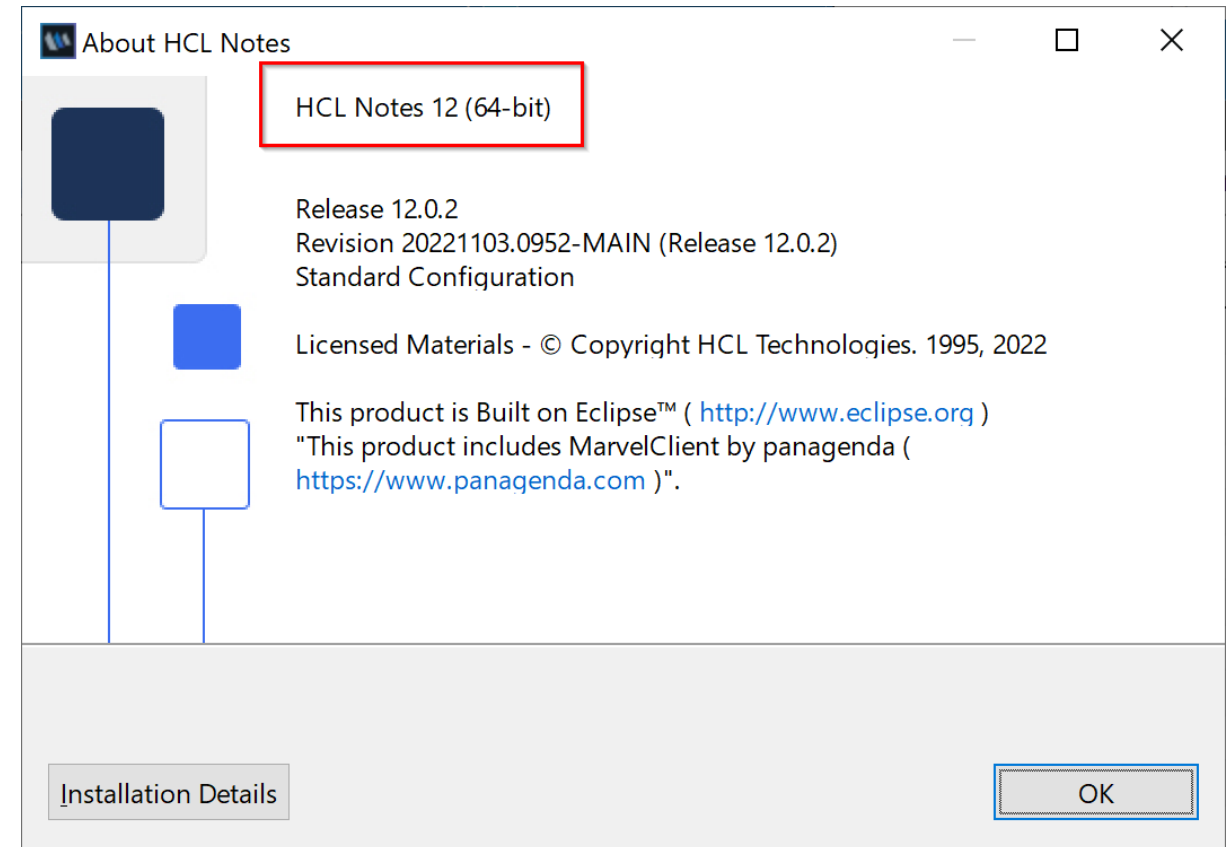 About HCL Notes
HCL Notes 12 (64-bit)
Release 12.0.2
Revision 20221103.0952-MAIN (Release 12.0.2)
Standard Configuration
Licensed Materials - © Copyright HCL Technologies. 1995, 2022
This product is Built on Eclipse™ ( http://www.eclipse.org )
"This product includes MarvelClient by panagenda (
https://www.panagenda.com )".
Installation Details
OK